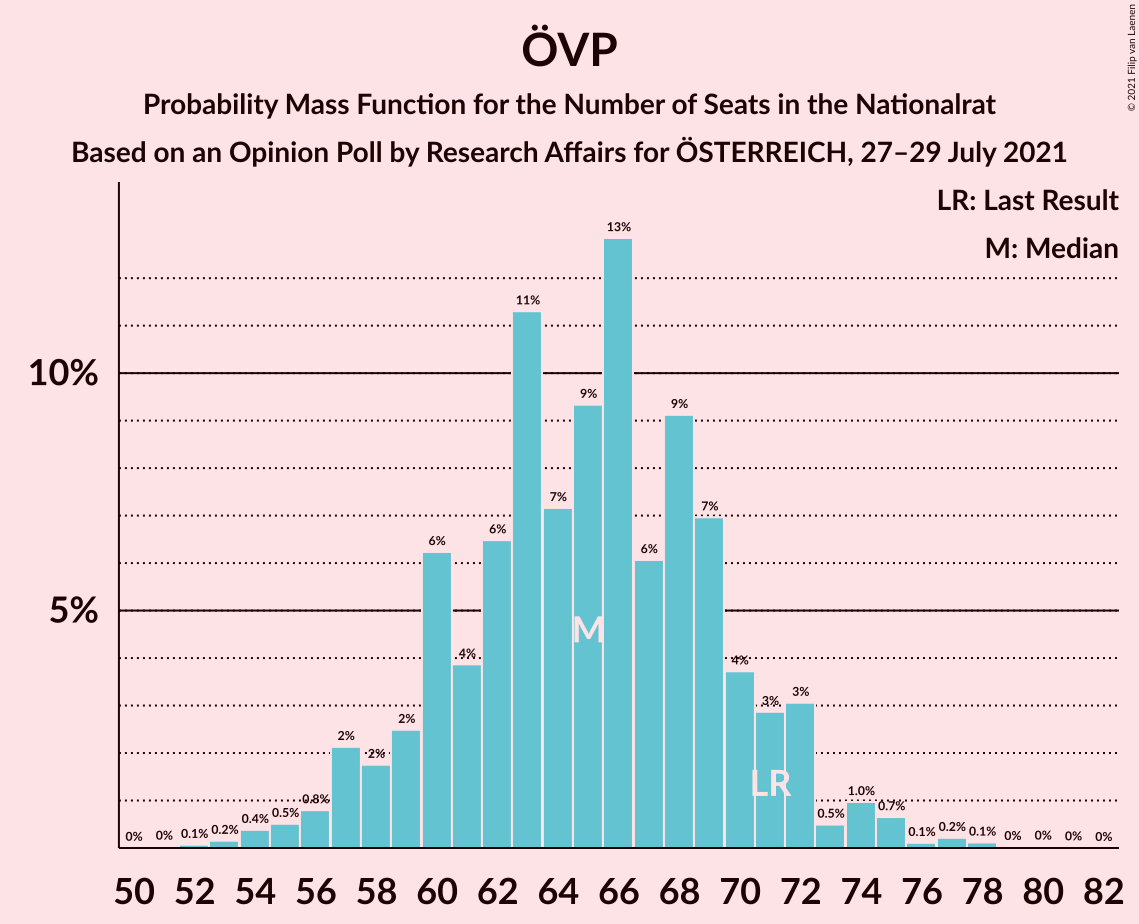 ÖVP
Probability Mass Function for the Number of Seats in the Nationalrat
Based on an Opinion Poll by Research Affairs for ÖSTERREICH, 27–29 July 2021
© 2021 Filip van Laenen
LR: Last Result
M: Median
10%
5%
0% 0% 0.1% 0.2% 0.4% 0.5% 0.8% 2% 2% 2% 6% 4% 6% 11% 7% 9% 13% 6% 9% 7% 4% 3% 3% 0.5% 1.0% 0.7% 0.1% 0.2% 0.1% 0% 0% 0% 0%
M
LR
50 52 54 56 58 60 62 64 66 68 70 72 74 76 78 80 82